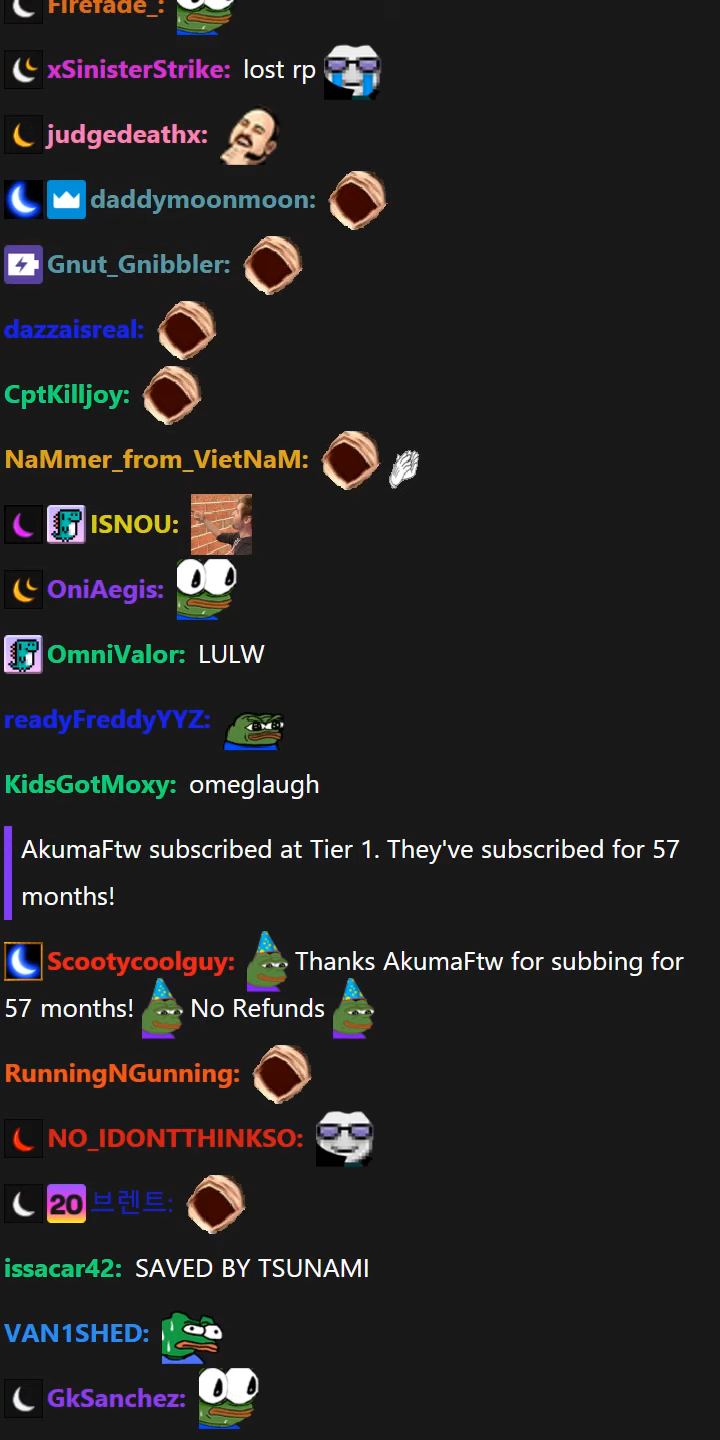 Firefade_:
xSinisterStrike: lost rp
judgedeathx:
daddymoonmoon:
Gnut_Gnibbler:
dazzaisreal:
CptKilljoy:
NaMmer_from_VietNaM:
ISNOU:
OniAegis:
OmniValor: LULW
readyFreddyYYZ:
KidsGotMoxy: omeglaugh
AkumaFtw subscribed at Tier 1. They've subscribed for 57
months!
Scootycoolguy: Thanks AkumaFtw for subbing for
57 months! No Refunds
RunningNGunning:
NO_IDONTTHINKSO:
20 브렌트:
issacar42: SAVED BY TSUNAMI
VAN1SHED:
GkSanchez: